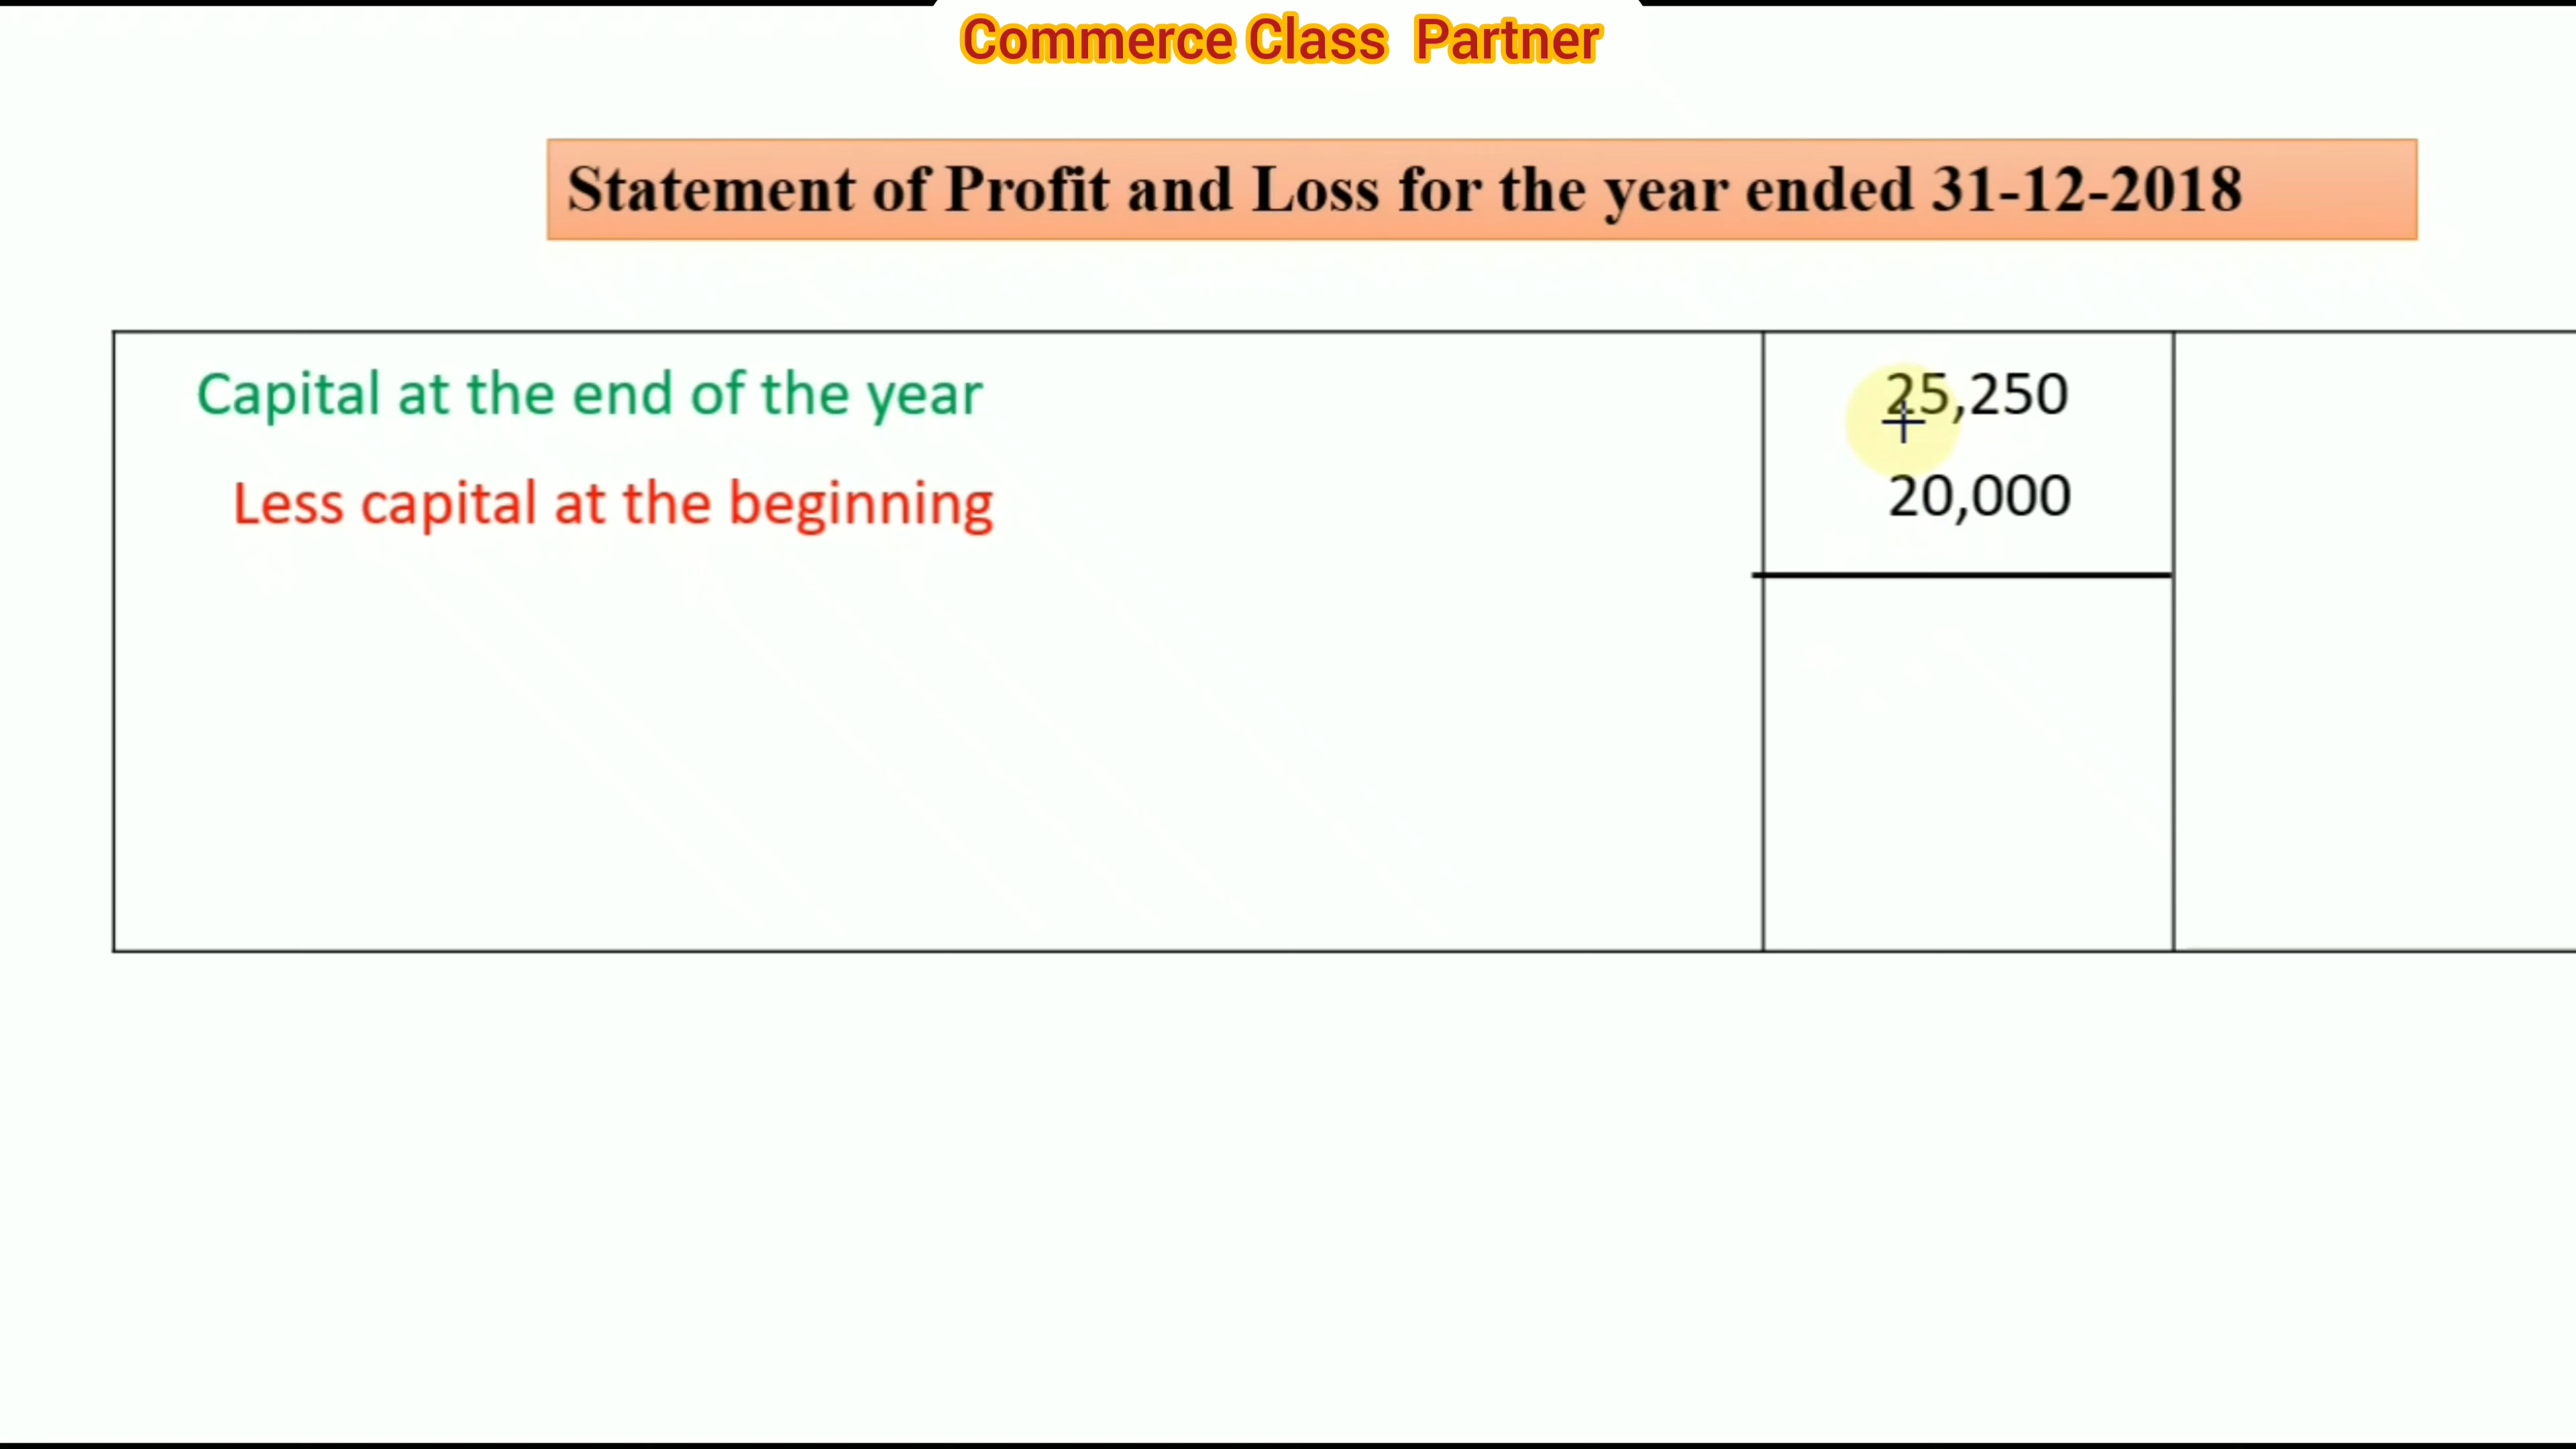 Commerce Class Partner
Statement of Profit and Loss for the year ended 31-12-2018
Capital at the end of the year 25,250
Less capital at the beginning 20,000